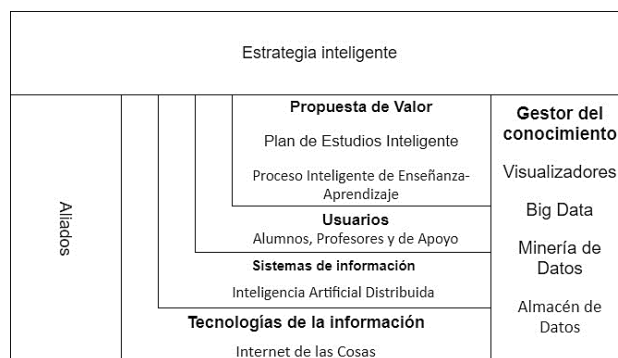 Estrategia inteligente
Aliados
Propuesta de Valor
Plan de Estudios Inteligente
Proceso Inteligente de Enseñanza-
Aprendizaje
Usuarios
Alumnos, Profesores y de Apoyo
Sistemas de información
Inteligencia Artificial Distribuida
Tecnologías de la información
Internet de las Cosas
Gestor del
conocimiento
Visualizadores
Big Data
Minería de
Datos
Almacén de
Datos